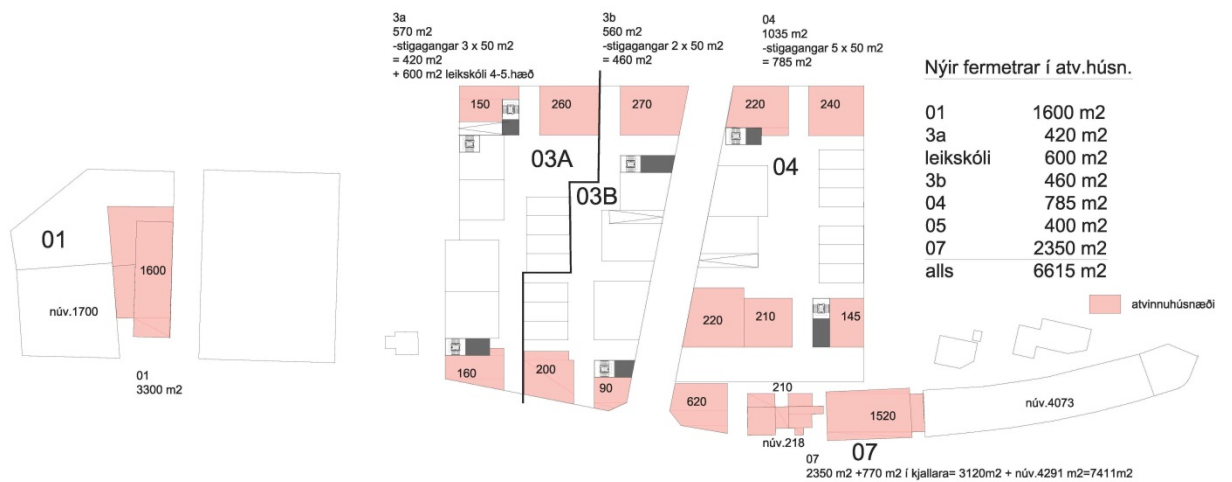 3a
570 m2
-stigagangar 3 x 50 m2
= 420 m2
+ 600 m2 leikskóli 4-5.hæð
3b
560 m2
-stigagangar 2 x 50 m2
= 460 m2
04
1035 m2
-stigagangar 5 x 50 m2
= 785 m2
Nýir fermetrar í atv.húsn.
01 1600 m2
3a 420 m2
leikskóli 600 m2
3b 460 m2
04 785 m2
05 400 m2
07 2350 m2
alls 6615 m2
atvinnuhúsnæði
150
260
270
220
240
03A
03B
04
01
1600
núv.1700
01
3300 m2
220
210
145
160
200
90
620
210
núv.218
1520
núv.4073
07
07
2350 m2 +770 m2 í kjallara= 3120m2 + núv.4291 m2=7411m2